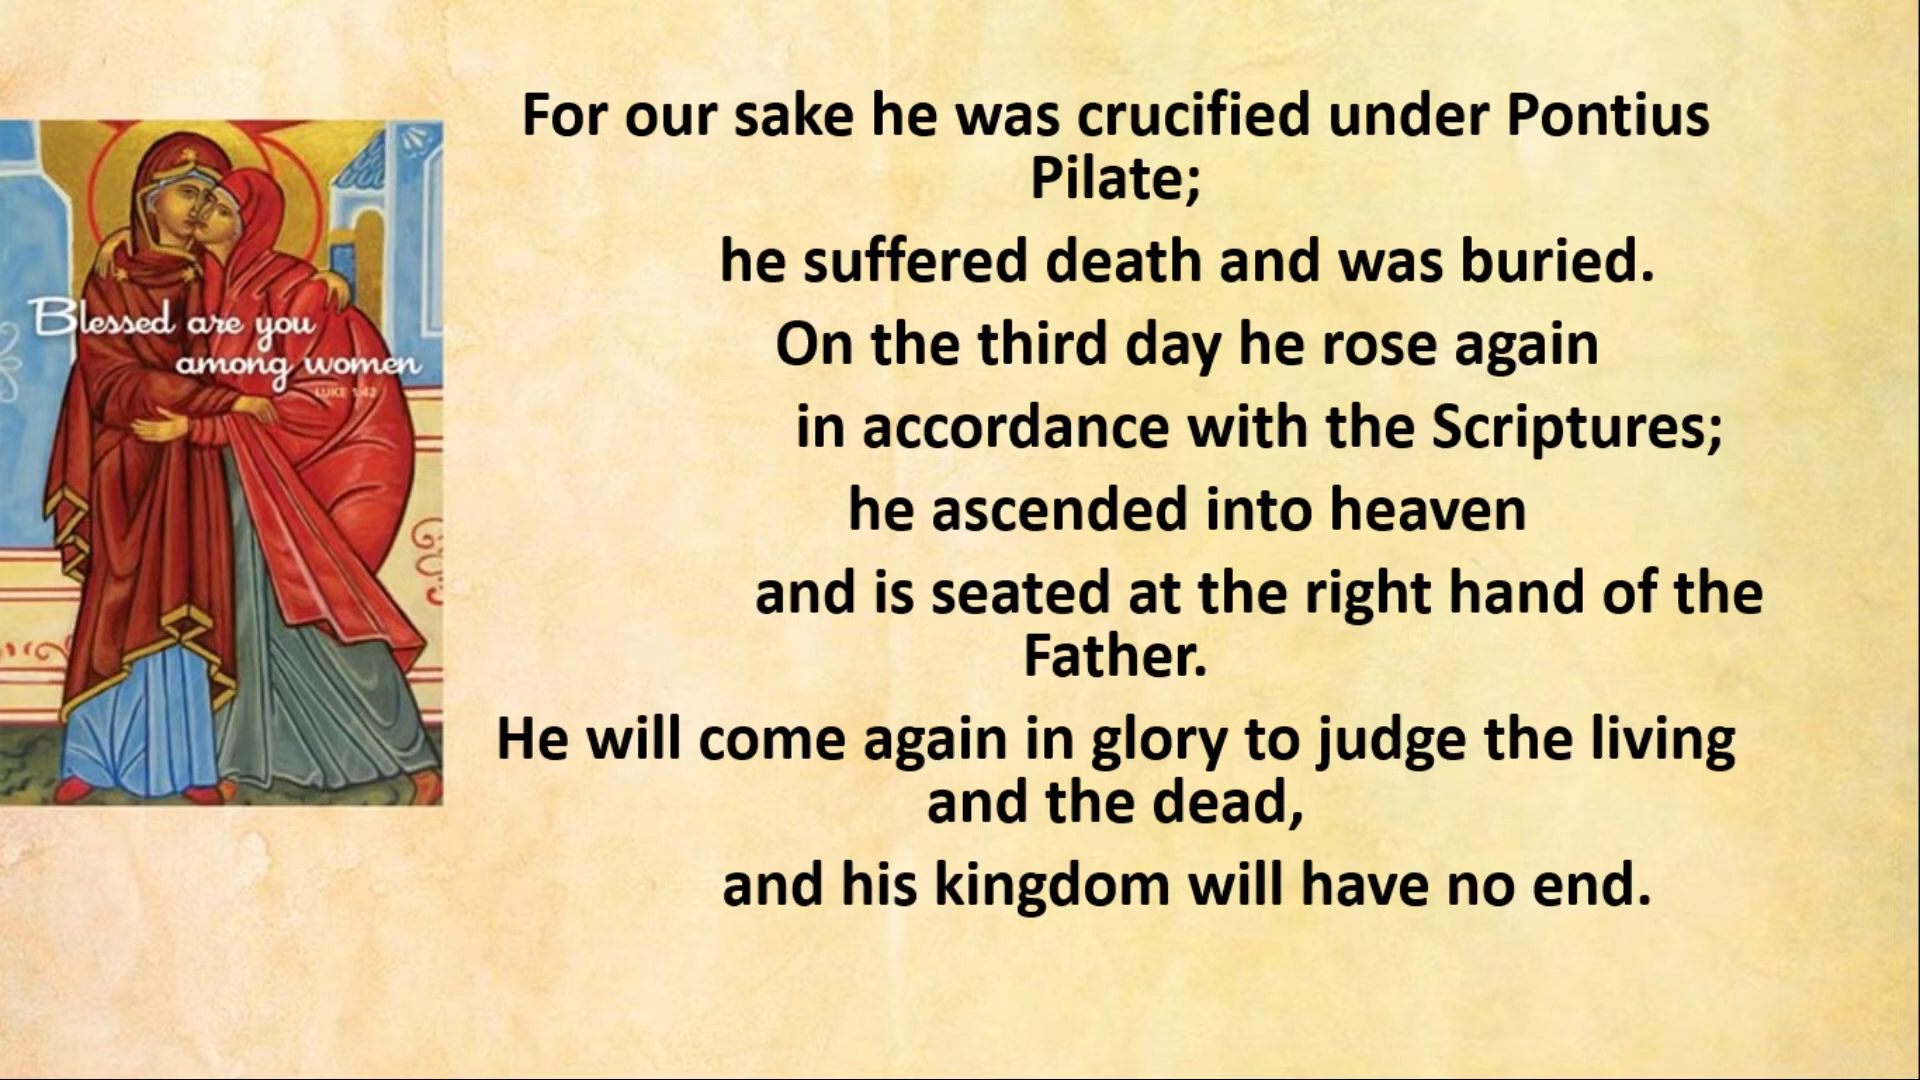 Blessed are you
among women
LUKE 1:42
For our sake he was crucified under Pontius
Pilate;
he suffered death and was buried.
On the third day he rose again
in accordance with the Scriptures;
he ascended into heaven
and is seated at the right hand of the
Father.
He will come again in glory to judge the living
and the dead,
and his kingdom will have no end.